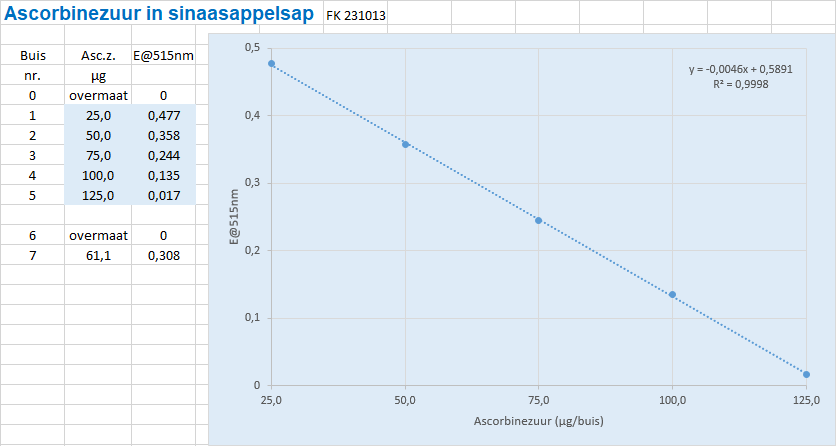 Ascorbinezuur in sinaasappelsap FK 231013
Buis Asc.z. E@515nm
nr. µg
0 overmaat 0
1 25,0 0,477
2 50,0 0,358
3 75,0 0,244
4 100,0 0,135
5 125,0 0,017
6 overmaat 0
7 61,1 0,308
y = -0,0046x + 0,5891
R² = 0,9998
E@515nm
0,5
0,4
0,3
0,2
0,1
0
25,0 50,0 75,0 100,0 125,0
Ascorbinezuur (µg/buis)